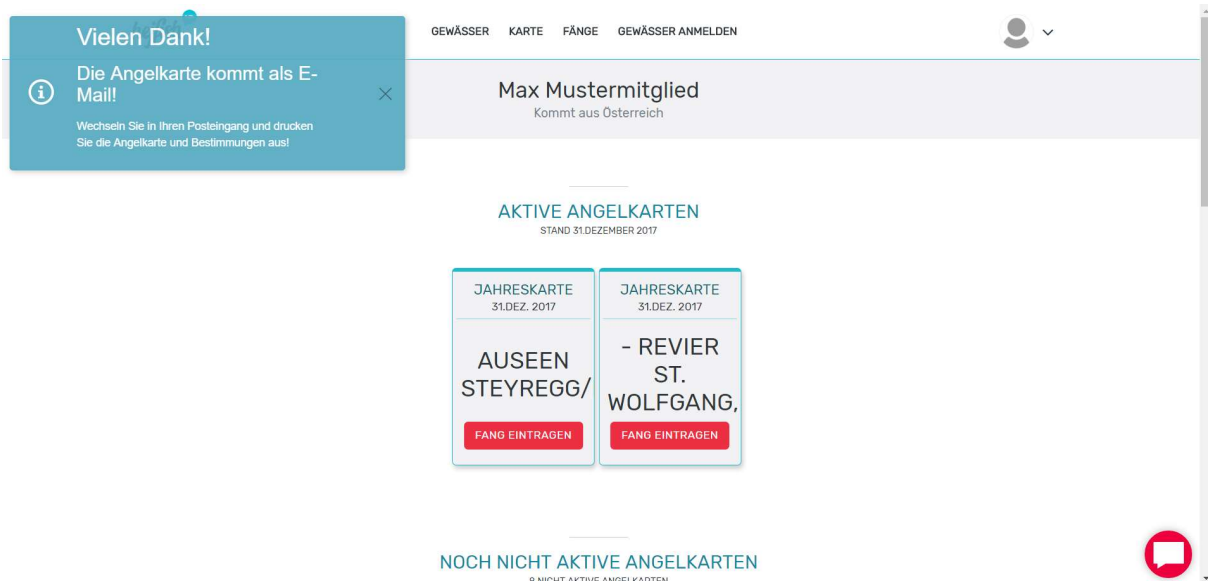 Vielen Dank!
Die Angelkarte kommt als E-
Mail!
Wechseln Sie in Ihren Posteingang und drucken
Sie die Angelkarte und Bestimmungen aus!
GEWÄSSER KARTE FÄNGE GEWÄSSER ANMELDEN
Max Mustermitglied
Kommt aus Österreich
AKTIVE ANGELKARTEN
STAND 31.DEZEMBER 2017
JAHRESKARTE
31.DEZ. 2017
AUSEEN
STEYREGG/
FANG EINTRAGEN
JAHRESKARTE
31.DEZ. 2017
- REVIER
ST.
WOLFGANG,
FANG EINTRAGEN
NOCH NICHT AKTIVE ANGELKARTEN
NICHT AKTIVE ANGELKARTEN